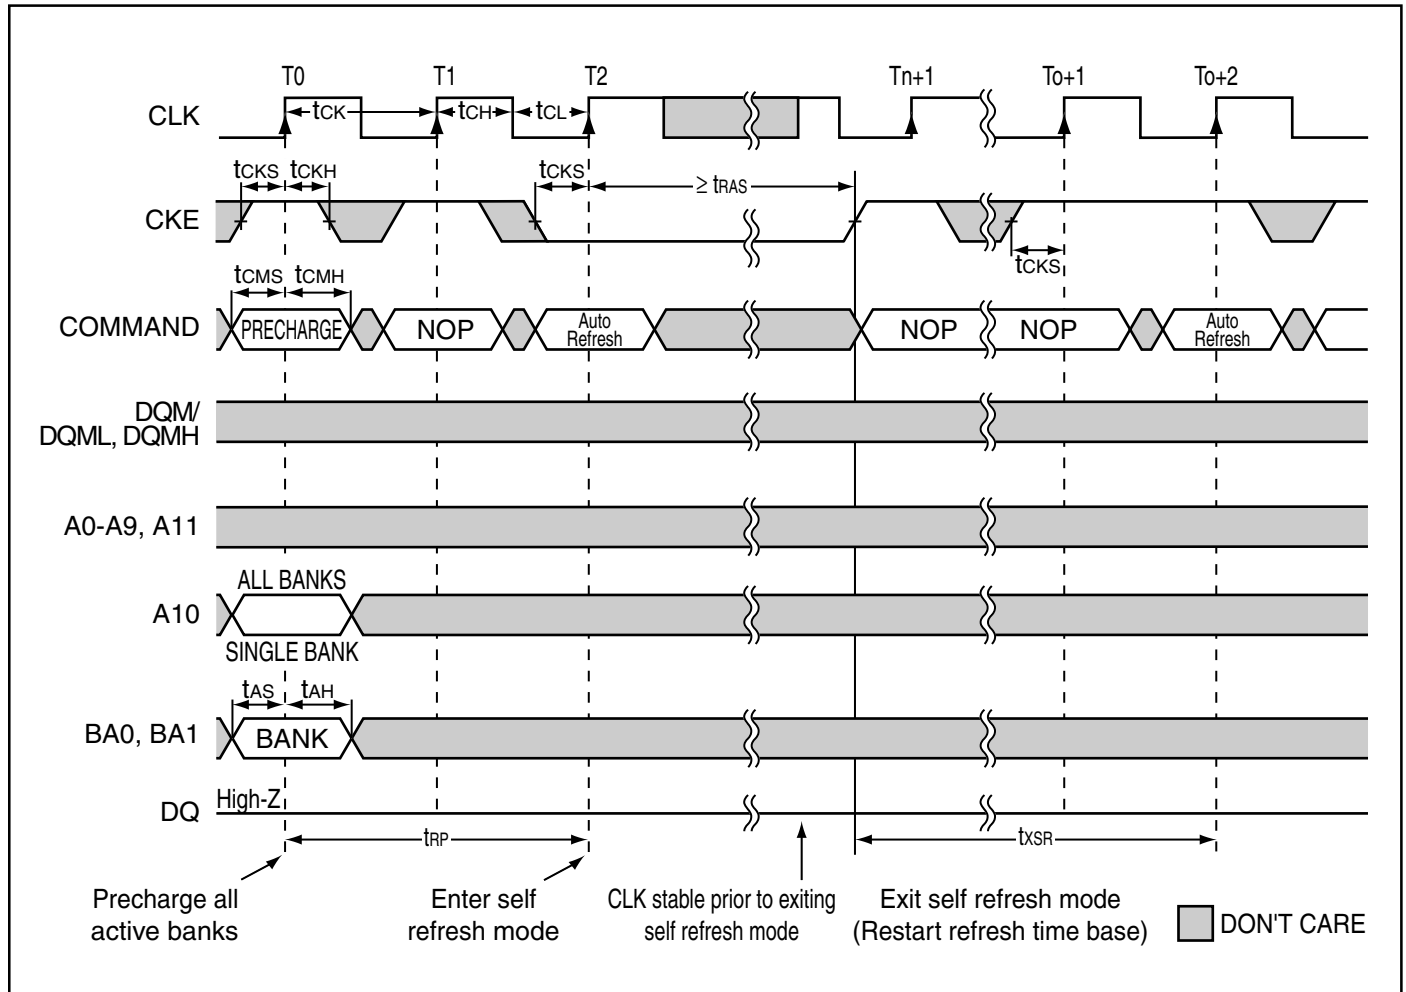 T0 T1 T2 Tn+1 To+1 To+2
CLK tCK tCH tCL
tCKS tCKH tCKS ≥ tRAS
CKE
tCKS
tCMS tCMH
COMMAND PRECHARGE NOP Auto Refresh NOP NOP Auto Refresh
DQM/
DQML, DQMH
A0-A9, A11
ALL BANKS
A10
SINGLE BANK
tAS tAH
BA0, BA1 BANK
High-Z
DQ
tRP tXSR
Precharge all
active banks
Enter self
refresh mode
CLK stable prior to exiting
self refresh mode
Exit self refresh mode
(Restart refresh time base)
DON'T CARE